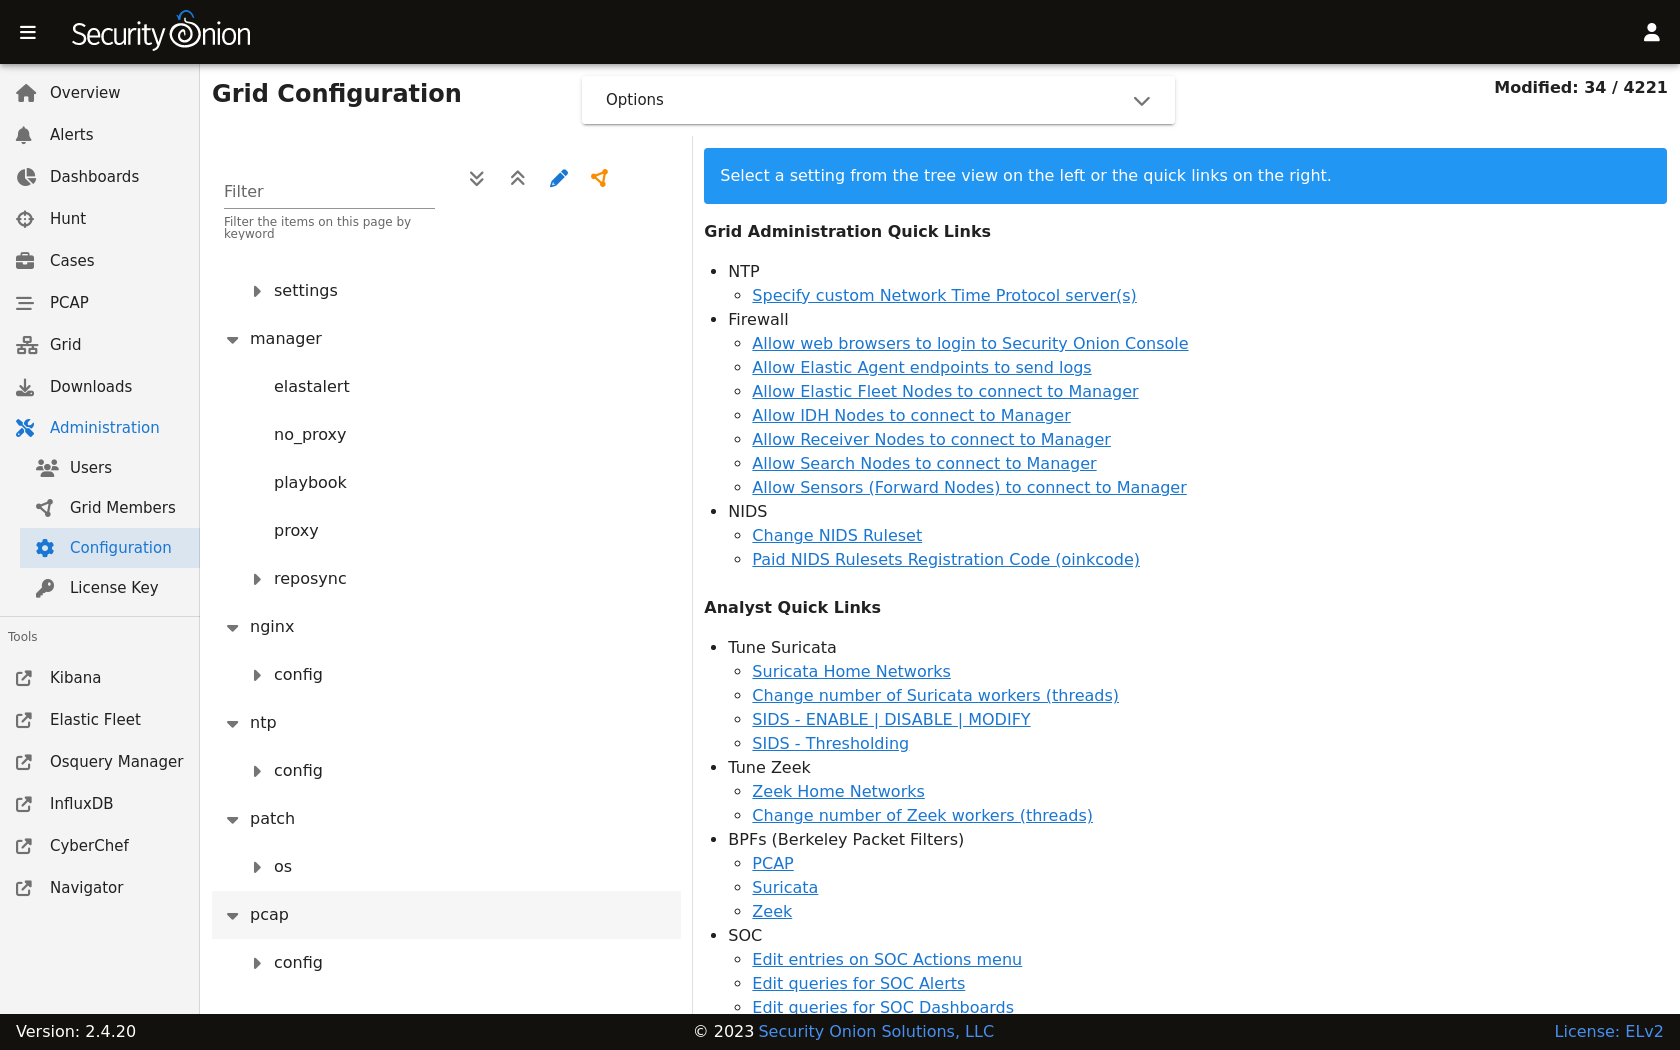 Security Onion
Overview
Alerts
Dashboards
Hunt
Cases
PCAP
Grid
Downloads
Administration
Users
Grid Members
Configuration
License Key
Tools
Kibana
Elastic Fleet
Osquery Manager
InfluxDB
CyberChef
Navigator
Grid Configuration
Options
Modified: 34 / 4221
Filter
Filter the items on this page by
keyword
settings
manager
elastalert
no_proxy
playbook
proxy
reposync
nginx
config
ntp
config
patch
os
pcap
config
Select a setting from the tree view on the left or the quick links on the right.
Grid Administration Quick Links
NTP
Specify custom Network Time Protocol server(s)
Firewall
Allow web browsers to login to Security Onion Console
Allow Elastic Agent endpoints to send logs
Allow Elastic Fleet Nodes to connect to Manager
Allow IDH Nodes to connect to Manager
Allow Receiver Nodes to connect to Manager
Allow Search Nodes to connect to Manager
Allow Sensors (Forward Nodes) to connect to Manager
NIDS
Change NIDS Ruleset
Paid NIDS Rulesets Registration Code (oinkcode)
Analyst Quick Links
Tune Suricata
Suricata Home Networks
Change number of Suricata workers (threads)
SIDS - ENABLE | DISABLE | MODIFY
SIDS - Thresholding
Tune Zeek
Zeek Home Networks
Change number of Zeek workers (threads)
BPFs (Berkeley Packet Filters)
PCAP
Suricata
Zeek
SOC
Edit entries on SOC Actions menu
Edit queries for SOC Alerts
Edit queries for SOC Dashboards
Version: 2.4.20
© 2023 Security Onion Solutions, LLC
License: ELv2